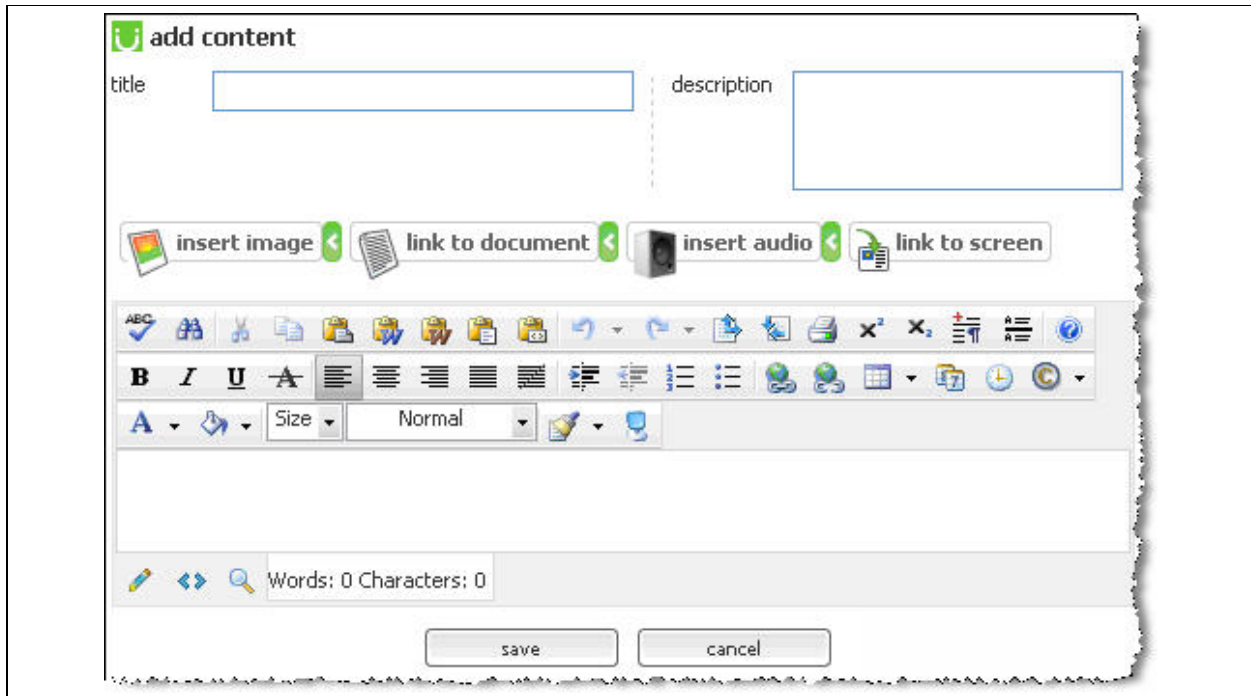 add content
title
description
insert image
link to document
insert audio
link to screen
ABC
B I U A
A Size Normal
Words: 0 Characters: 0
save cancel